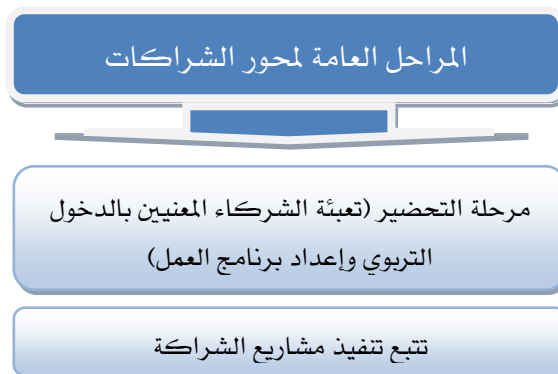 المراحل العامة لمحور الشراكات
مرحلة التحضير (تعبئة الشركاء المعنيين بالدخول
التربوي وإعداد برنامج العمل)
تتبع تنفيذ مشاريع الشراكة